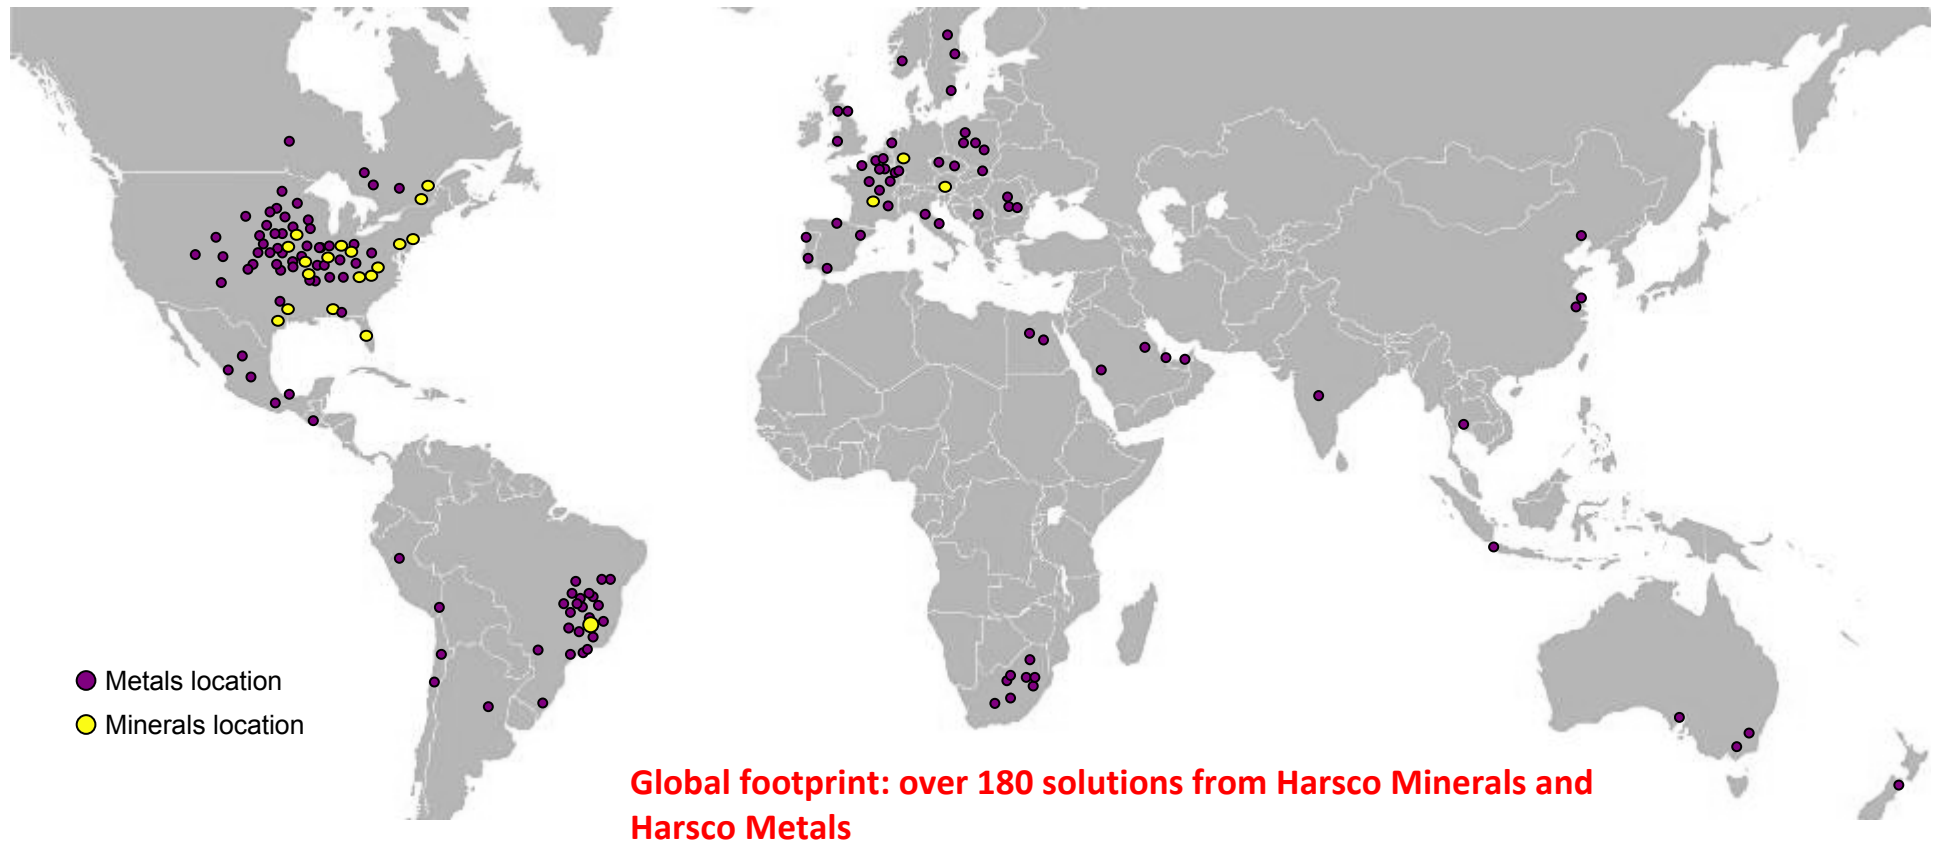 Metals location
Minerals location
Global footprint: over 180 solutions from Harsco Minerals and
Harsco Metals